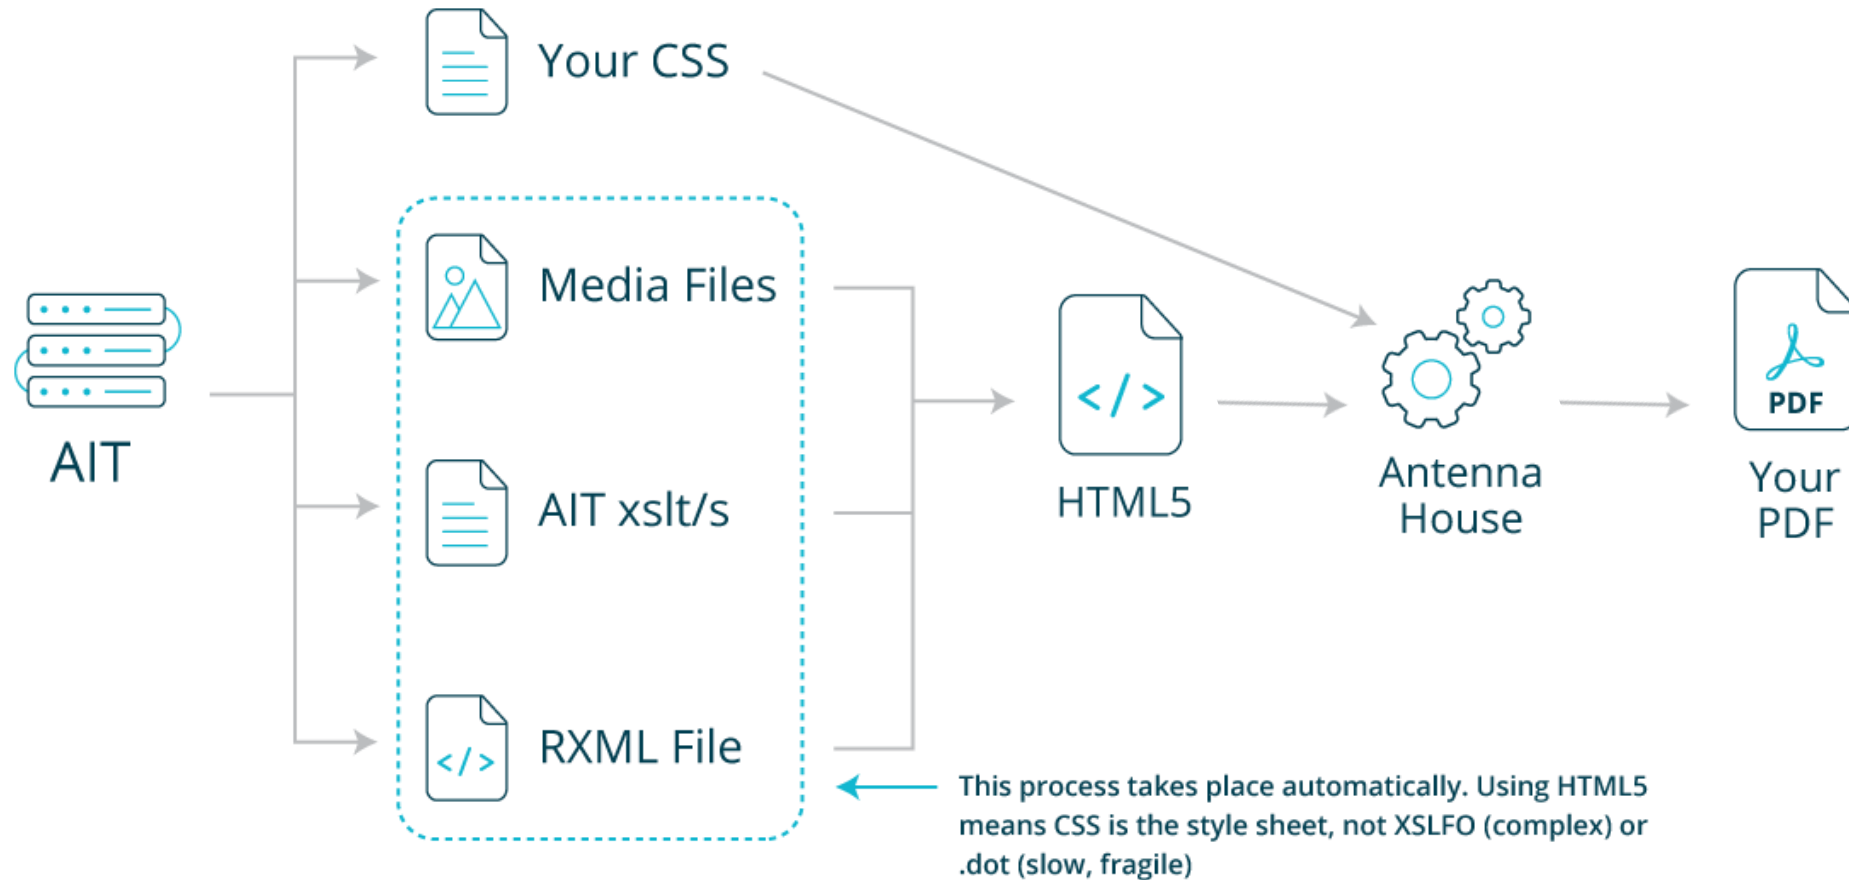 Your CSS
Media Files
AIT
AIT xslt/s
RXML File
</>
HTML5
</>
Antenna
House
PDF
Your
PDF
This process takes place automatically. Using HTML5
means CSS is the style sheet, not XSLFO (complex) or
.dot (slow, fragile)